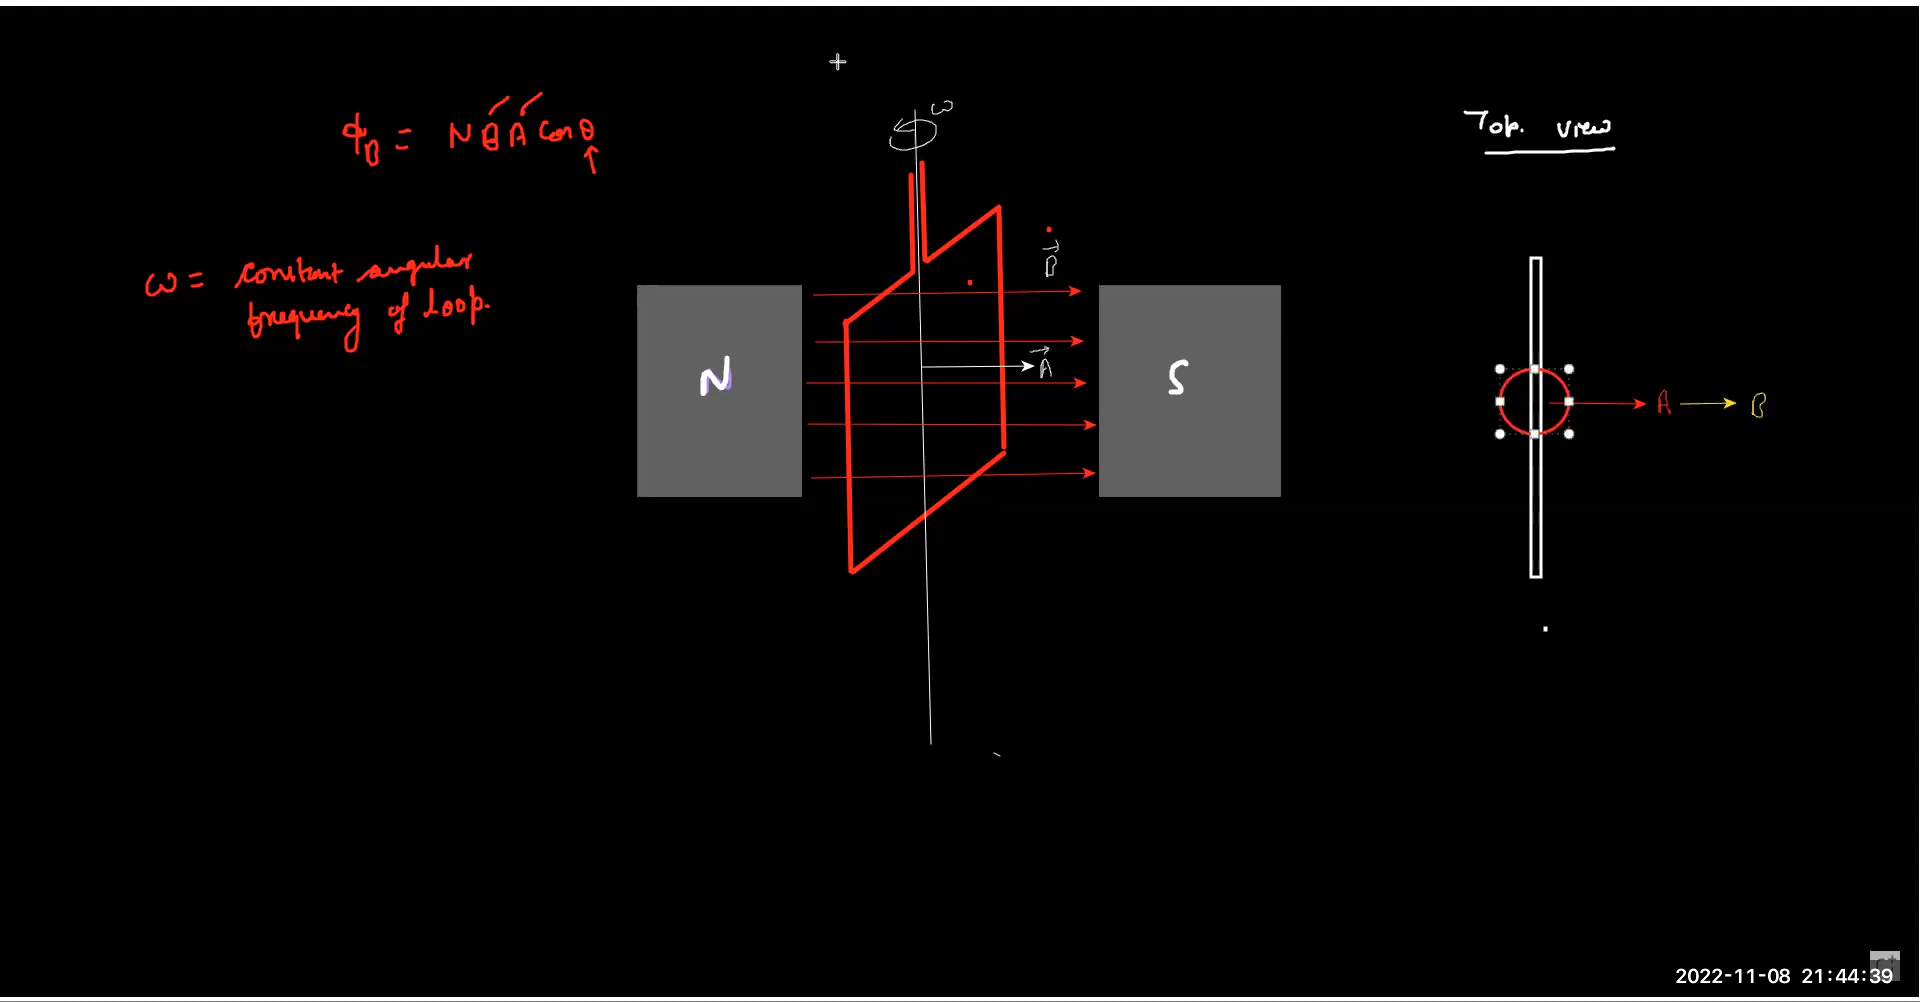 ϕ_B = N B A Cos θ
ω = constant angular
frequency of loop.
ω
B⃗
N
A⃗
S
Top view
A
B
2022-11-08 21:44:39